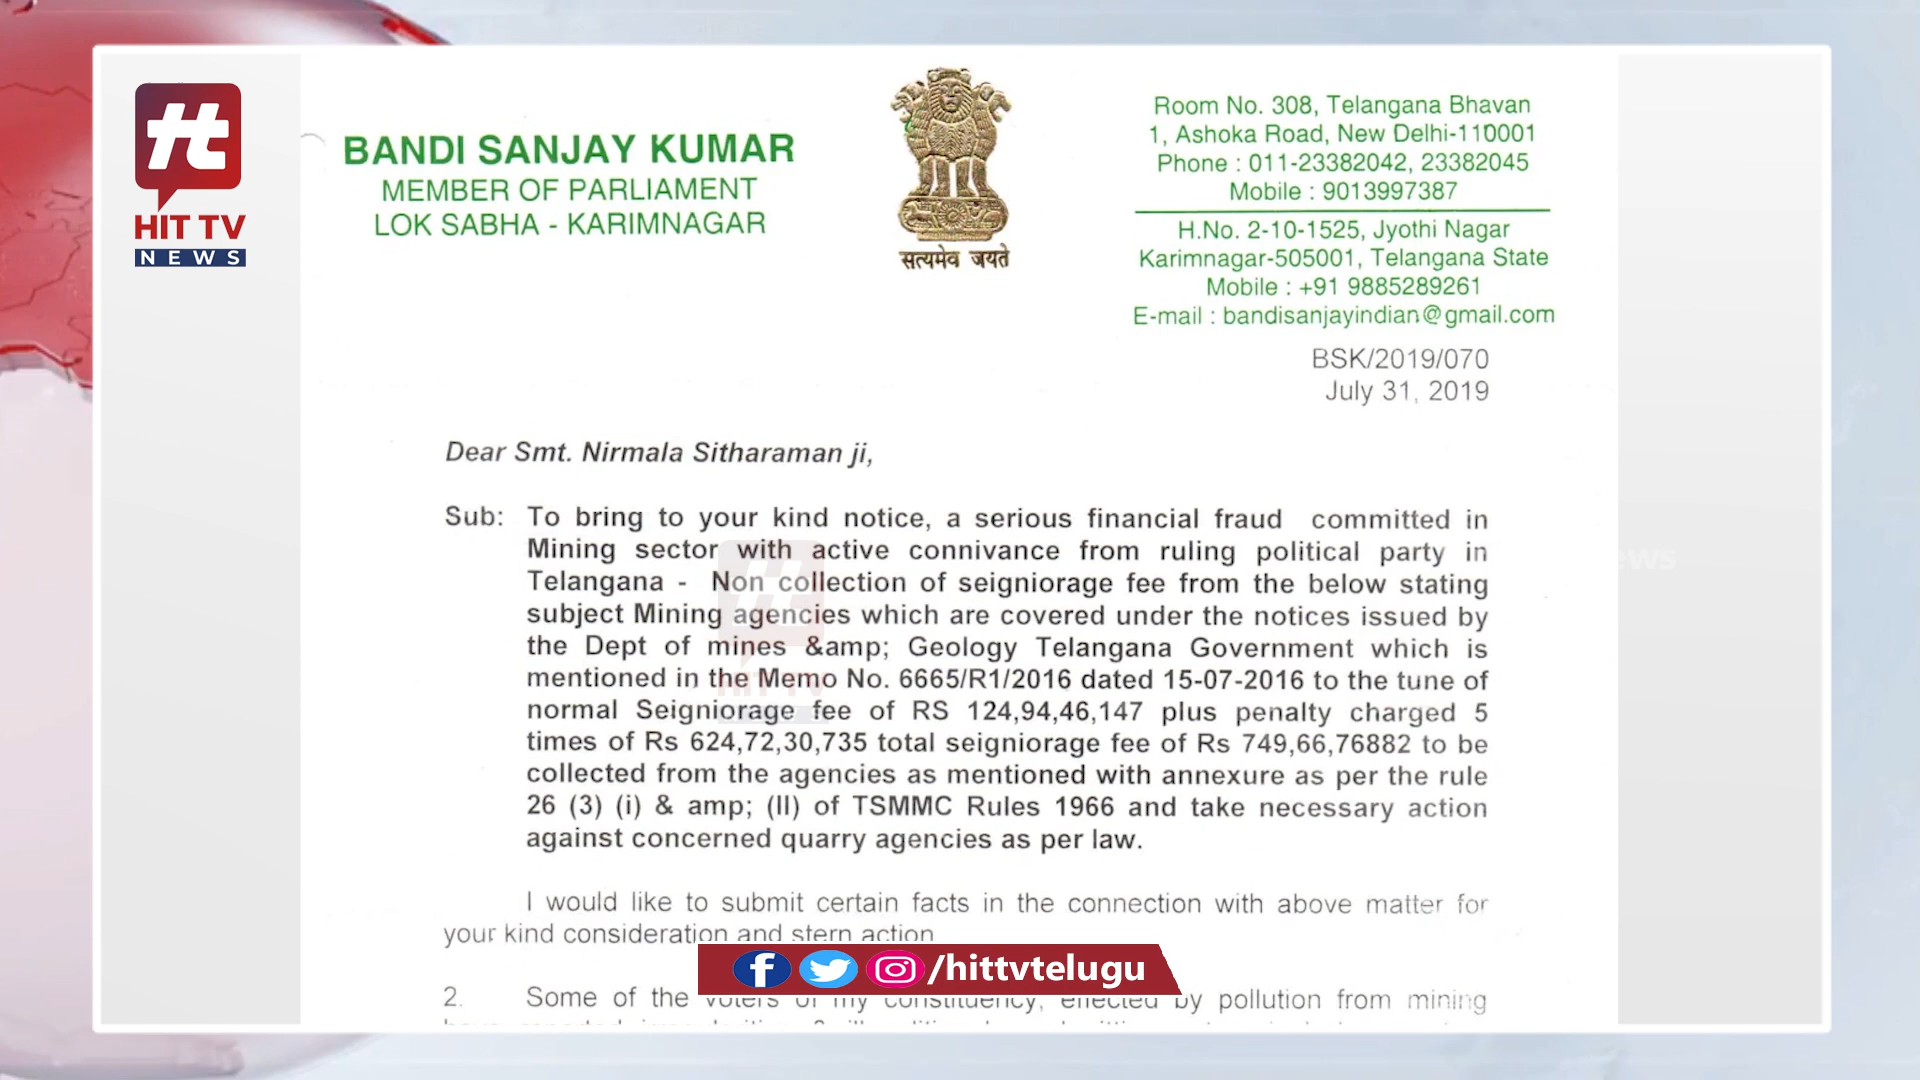 HIT TV
NEWS
BANDI SANJAY KUMAR
MEMBER OF PARLIAMENT
LOK SABHA - KARIMNAGAR
सत्यमेव जयते
Room No. 308, Telangana Bhavan
1, Ashoka Road, New Delhi-110001
Phone : 011-23382042, 23382045
Mobile : 9013997387
H.No. 2-10-1525, Jyothi Nagar
Karimnagar-505001, Telangana State
Mobile : +91 9885289261
E-mail : bandisanjayindian@gmail.com
BSK/2019/070
July 31, 2019
Dear Smt. Nirmala Sitharaman ji,
Sub: To bring to your kind notice, a serious financial fraud committed in
Mining sector with active connivance from ruling political party in
Telangana - Non collection of seigniorage fee from the below stating
subject Mining agencies which are covered under the notices issued by
the Dept of mines &amp; Geology Telangana Government which is
mentioned in the Memo No. 6665/R1/2016 dated 15-07-2016 to the tune of
normal Seigniorage fee of RS 124,94,46,147 plus penalty charged 5
times of Rs 624,72,30,735 total seigniorage fee of Rs 749,66,76882 to be
collected from the agencies as mentioned with annexure as per the rule
26 (3) (i) & amp; (II) of TSMMC Rules 1966 and take necessary action
against concerned quarry agencies as per law.
I would like to submit certain facts in the connection with above matter for
your kind consideration and stern action
/hittvtelugu
2. Some of the voters of my constituency, effected by pollution from mining
HIT TV
News